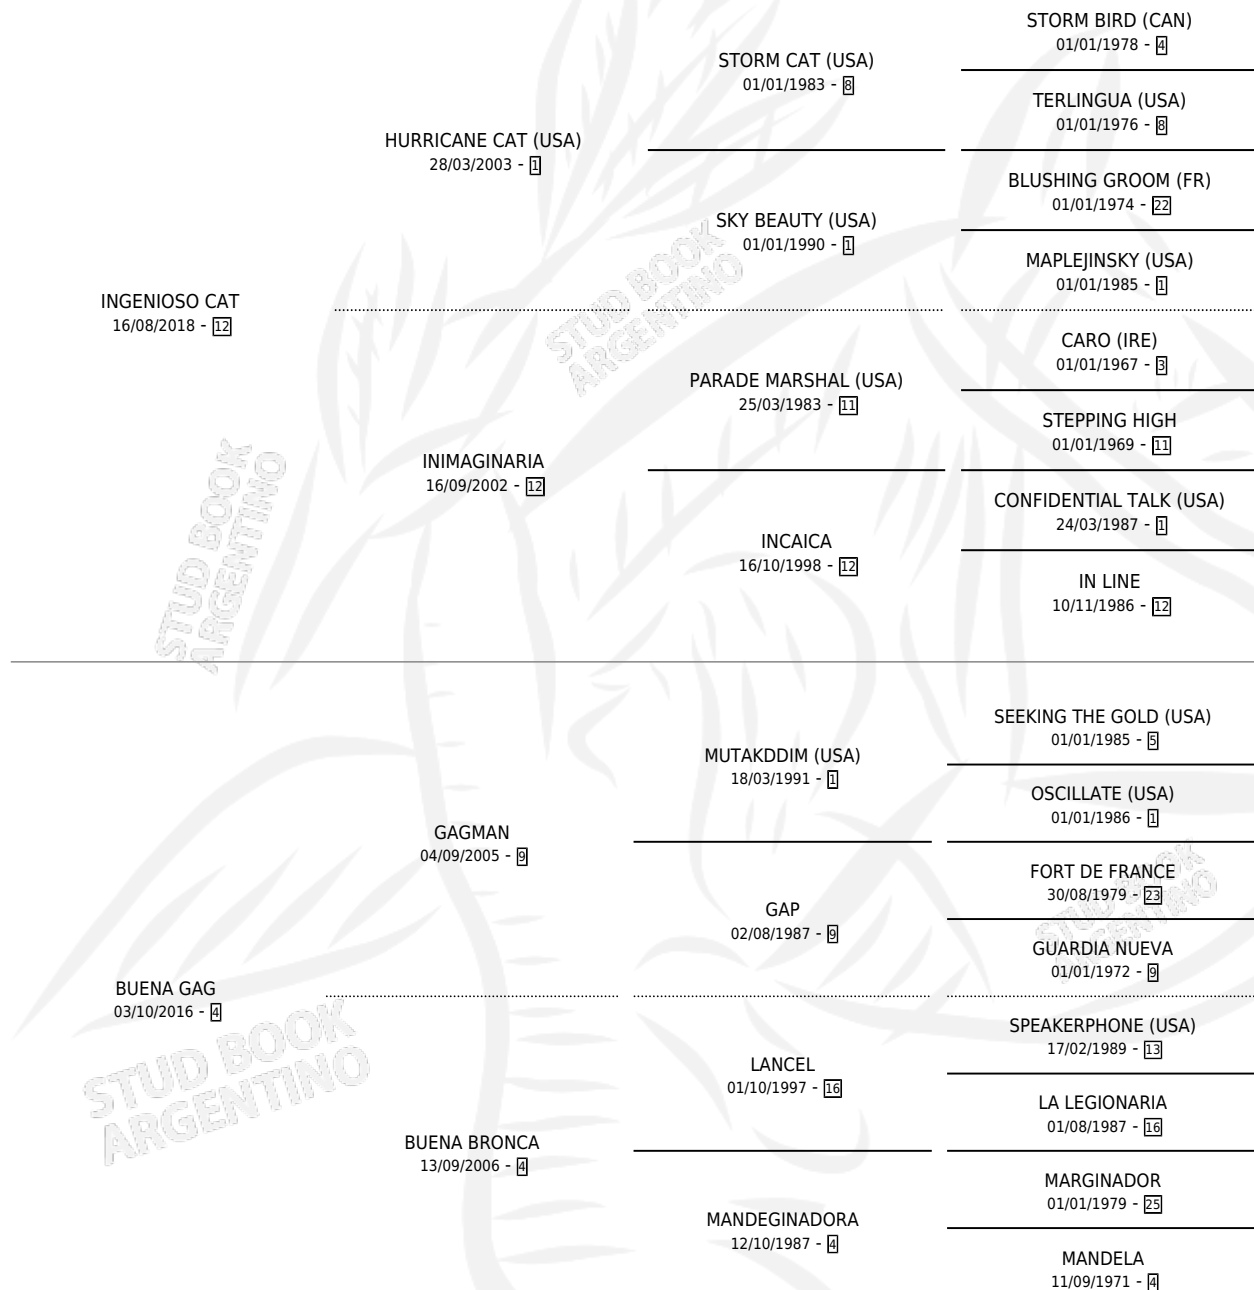 STORM BIRD (CAN)
01/01/1978 - 4
STORM CAT (USA)
01/01/1983 - 8
TERLINGUA (USA)
01/01/1976 - 8
HURRICANE CAT (USA)
28/03/2003 - 1
BLUSHING GROOM (FR)
01/01/1974 - 22
SKY BEAUTY (USA)
01/01/1990 - 1
MAPLEJINSKY (USA)
01/01/1985 - 1
INGENIOSO CAT
16/08/2018 - 12
CARO (IRE)
01/01/1967 - 3
PARADE MARSHAL (USA)
25/03/1983 - 11
STEPPING HIGH
01/01/1969 - 11
INIMAGINARIA
16/09/2002 - 12
CONFIDENTIAL TALK (USA)
24/03/1987 - 1
INCAICA
16/10/1998 - 12
IN LINE
10/11/1986 - 12
SEEKING THE GOLD (USA)
01/01/1985 - 5
MUTAKDDIM (USA)
18/03/1991 - 1
OSCILLATE (USA)
01/01/1986 - 1
GAGMAN
04/09/2005 - 9
FORT DE FRANCE
30/08/1979 - 23
GAP
02/08/1987 - 9
GUARDIA NUEVA
01/01/1972 - 9
BUENA GAG
03/10/2016 - 4
SPEAKERPHONE (USA)
17/02/1989 - 13
LANCEL
01/10/1997 - 16
LA LEGIONARIA
01/08/1987 - 16
BUENA BRONCA
13/09/2006 - 4
MARGINADOR
01/01/1979 - 25
MANDEGINADORA
12/10/1987 - 4
MANDELA
11/09/1971 - 4
STUD BOOK
ARGENTINO
STUD BOOK
ARGENTINO
STUD BOOK
ARGENTINO
STUD BOOK
ARGENTINO